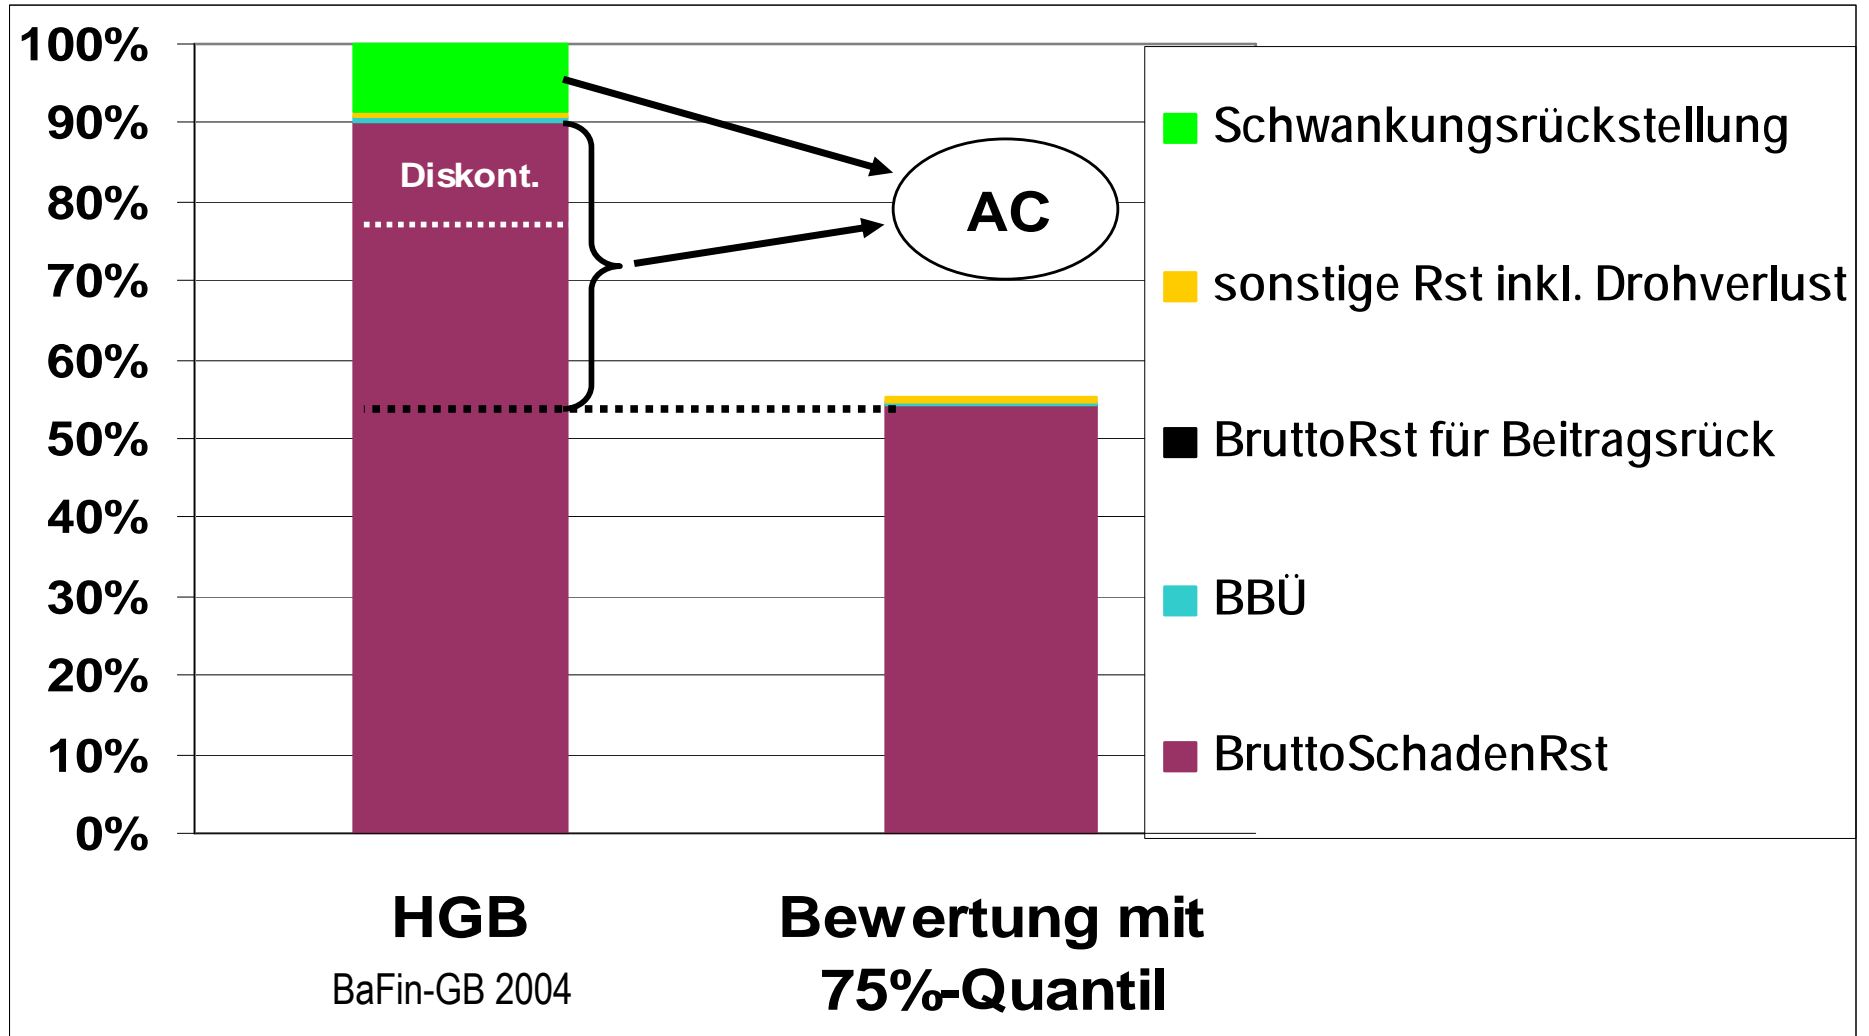 100%
90%
80%
70%
60%
50%
40%
30%
20%
10%
0%
Diskont.
AC
HGB
BaFin-GB 2004
Bewertung mit
75%-Quantil
Schwankungsrückstellung
sonstige Rst inkl. Drohverlust
BruttoRst für Beitragsrück
BBÜ
BruttoSchadenRst